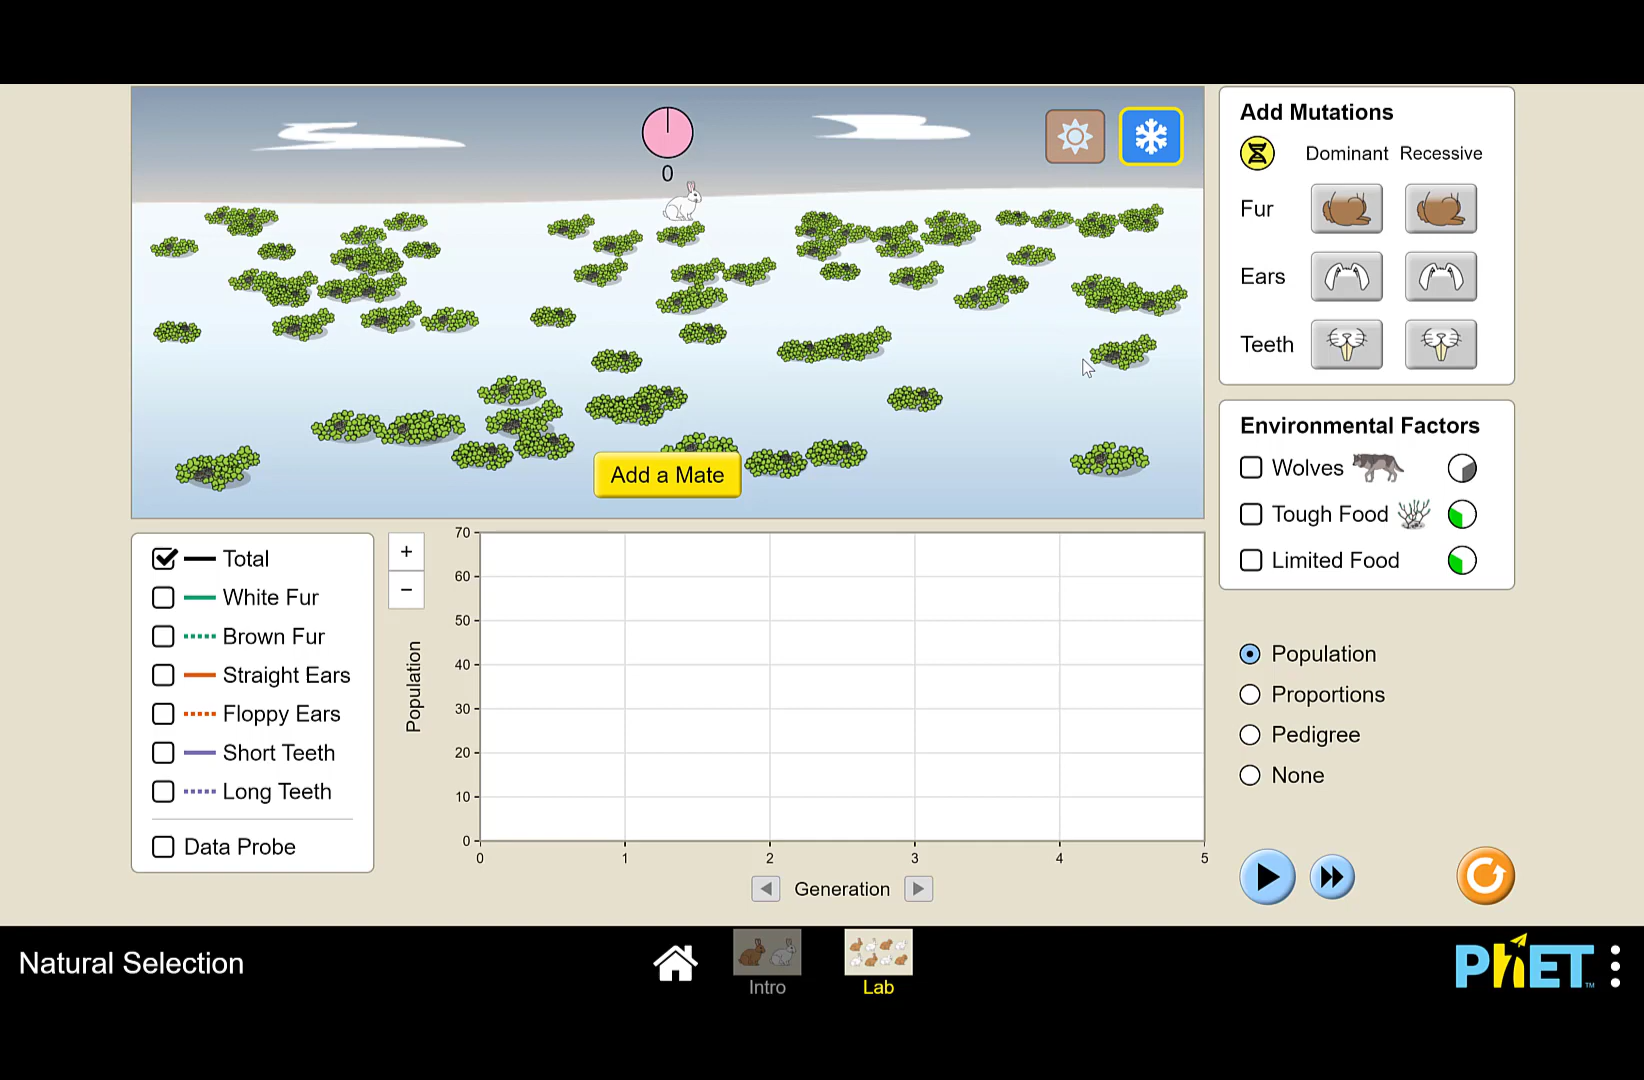 0
Add a Mate
Add Mutations
Dominant Recessive
Fur
Ears
Teeth
Environmental Factors
Wolves
Tough Food
Limited Food
Total
White Fur
Brown Fur
Straight Ears
Floppy Ears
Short Teeth
Long Teeth
Data Probe
+
−
Population
70
60
50
40
30
20
10
0
0 1 2 3 4 5
Generation
Population
Proportions
Pedigree
None
Natural Selection
Intro
Lab
PhET™